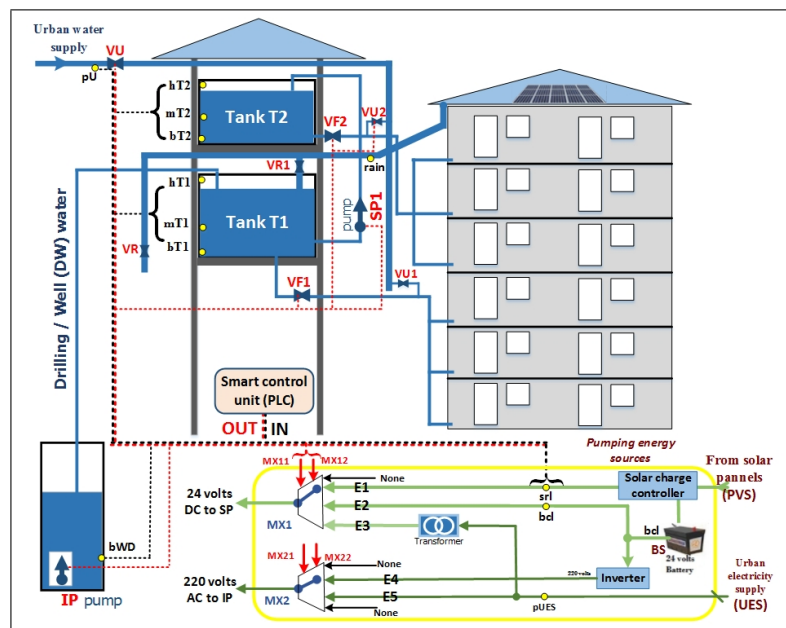 Urban water
supply
VU
pU
hT2
mT2
bT2
Tank T2
VF2
VU2
rain
VR1
hT1
mT1
bT1
Tank T1
pump
SP1
VR
VF1
VU1
Drilling / Well (DW) water
Smart control
unit (PLC)
OUT
IN
Pumping energy
sources
MX11
MX12
None
From solar
pannels
(PVS)
24 volts
DC to SP
E1
srl
Solar charge
controller
E2
bcl
MX1
E3
Transformer
bcl
BS
24 volts
Battery
bWD
MX21
MX22
Urban
electricity
supply
(UES)
220 volts
AC to IP
MX2
E4
220 volts
Inverter
E5
None
pUES
IP pump